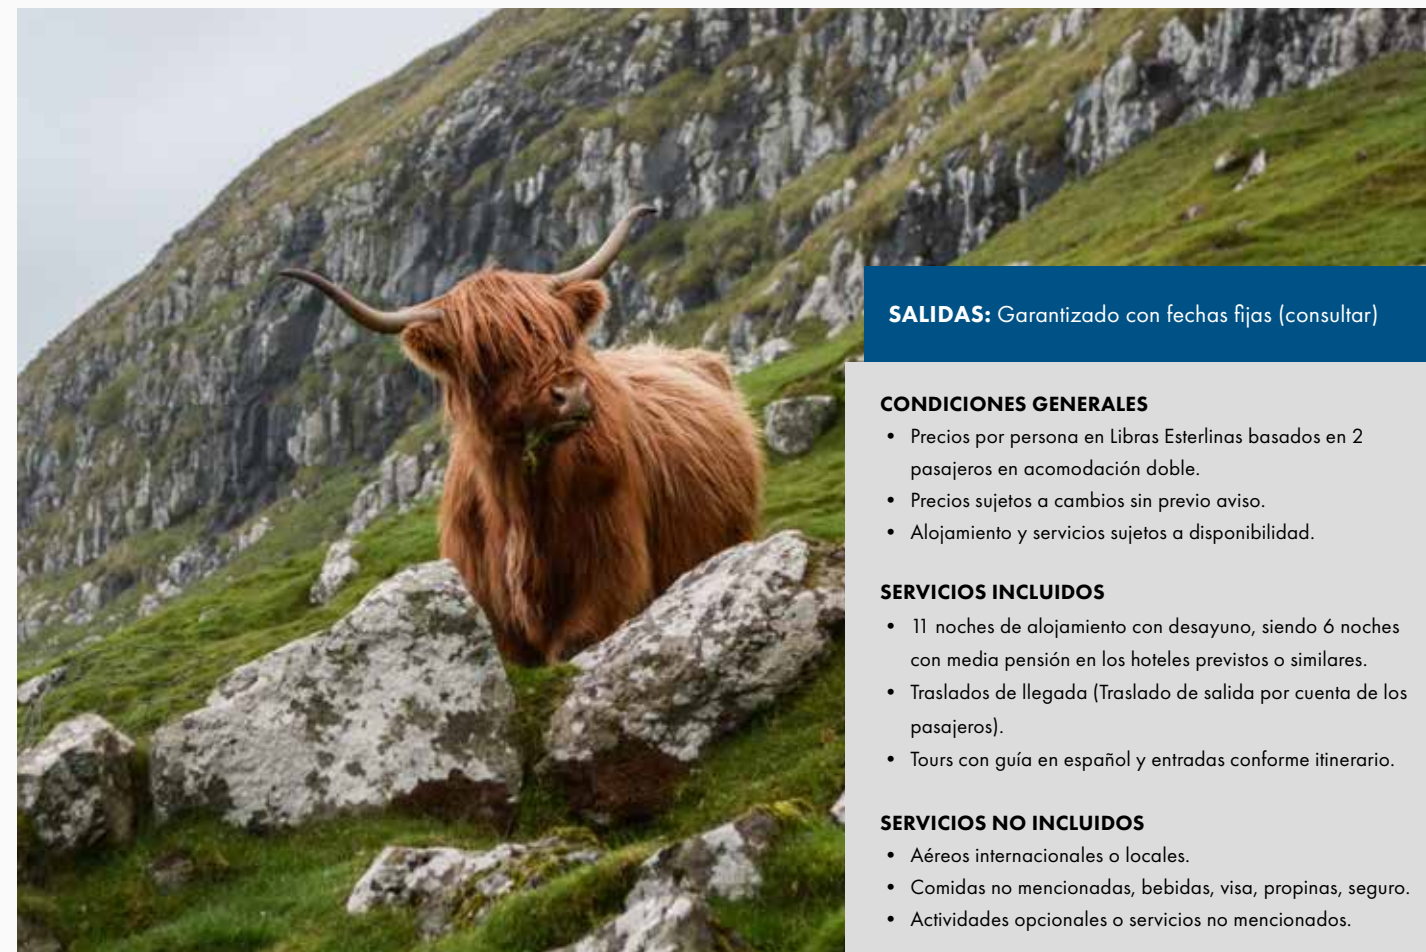 SALIDAS: Garantizado con fechas fijas (consultar)
CONDICIONES GENERALES
• Precios por persona en Libras Esterlinas basados en 2
pasajeros en acomodación doble.
• Precios sujetos a cambios sin previo aviso.
• Alojamiento y servicios sujetos a disponibilidad.
SERVICIOS INCLUIDOS
• 11 noches de alojamiento con desayuno, siendo 6 noches
con media pensión en los hoteles previstos o similares.
• Traslados de llegada (Traslado de salida por cuenta de los
pasajeros).
• Tours con guía en español y entradas conforme itinerario.
SERVICIOS NO INCLUIDOS
• Aéreos internacionales o locales.
• Comidas no mencionadas, bebidas, visa, propinas, seguro.
• Actividades opcionales o servicios no mencionados.